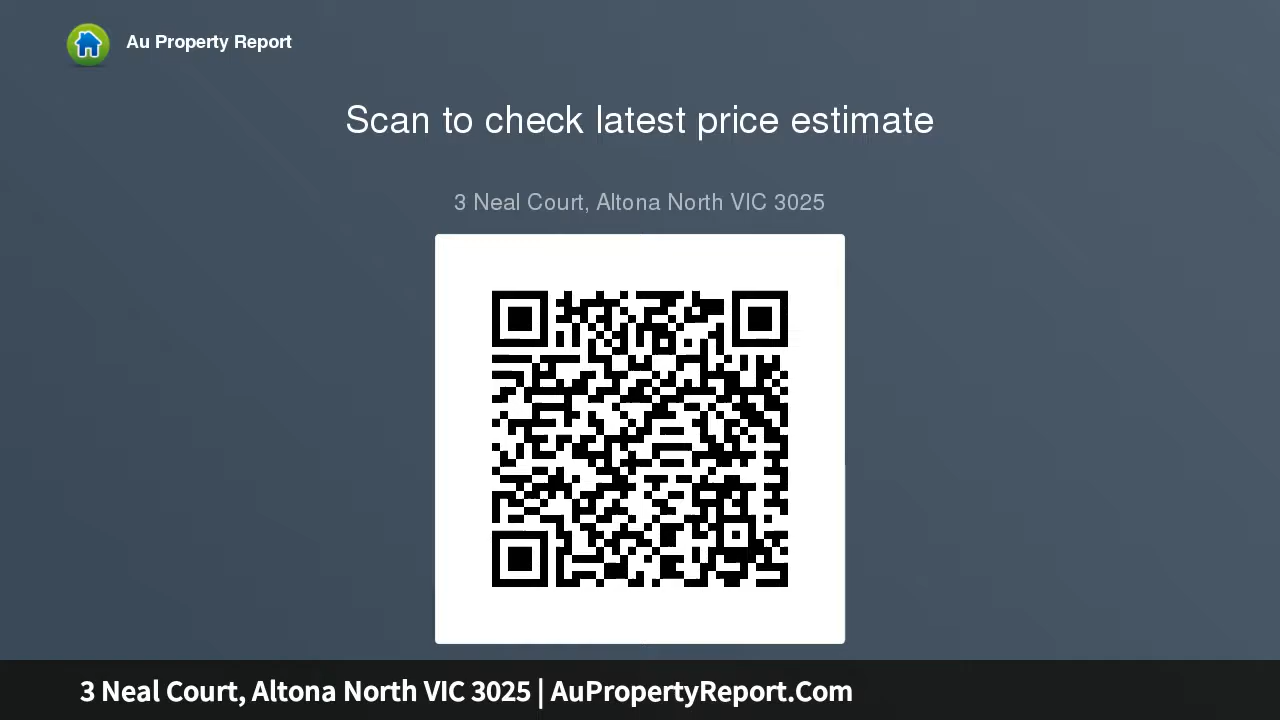 Au Property Report
Scan to check latest price estimate
3 Neal Court, Altona North VIC 3025
3 Neal Court, Altona North VIC 3025 | AuPropertyReport.Com